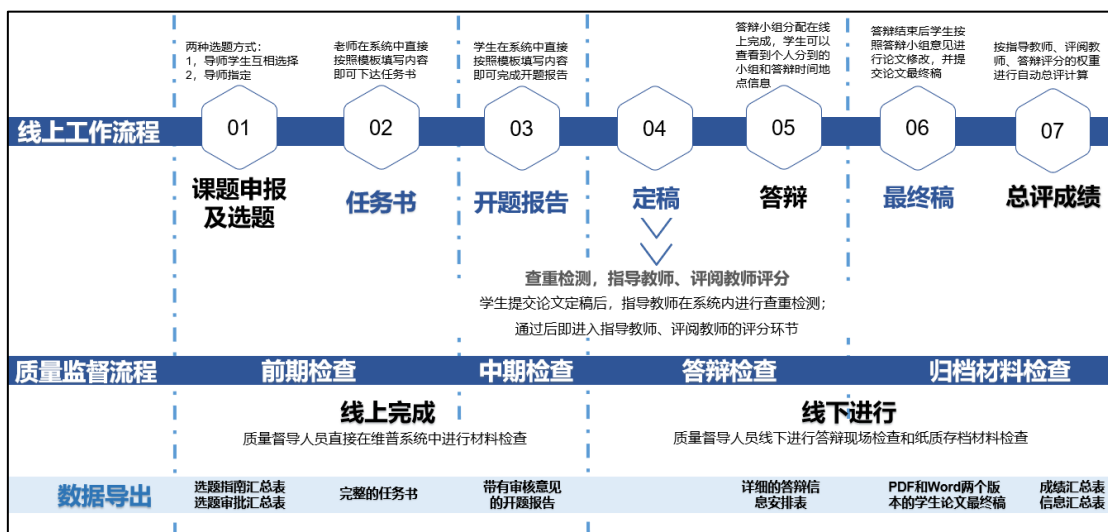 两种选题方式：
1，导师学生互相选择
2，导师指定
老师在系统中直接
按照模板填写内容
即可下达任务书
学生在系统中直接
按照模板填写内容
即可完成开题报告
答辩小组分配在线
上完成，学生可以
查看到个人分到的
小组和答辩时间地
点信息
答辩结束后学生按
照答辩小组意见进
行论文修改，并提
交论文最终稿
按指导教师、评阅教
师、答辩评分的权重
进行自动总评计算
线上工作流程
01
02
03
04
05
06
07
课题申报
及选题
任务书
开题报告
定稿
答辩
最终稿
总评成绩
查重检测，指导教师、评阅教师评分
学生提交论文定稿后，指导教师在系统内进行查重检测；
通过后即进入指导教师、评阅教师的评分环节
质量监督流程
前期检查
中期检查
答辩检查
归档材料检查
线上完成
质量督导人员直接在维普系统中进行材料检查
线下进行
质量督导人员线下进行答辩现场检查和纸质存档材料检查
数据导出
选题指南汇总表
选题审批汇总表
完整的任务书
带有审核意见
的开题报告
详细的答辩信
息安排表
PDF和Word两个版
本的学生论文最终稿
成绩汇总表
信息汇总表